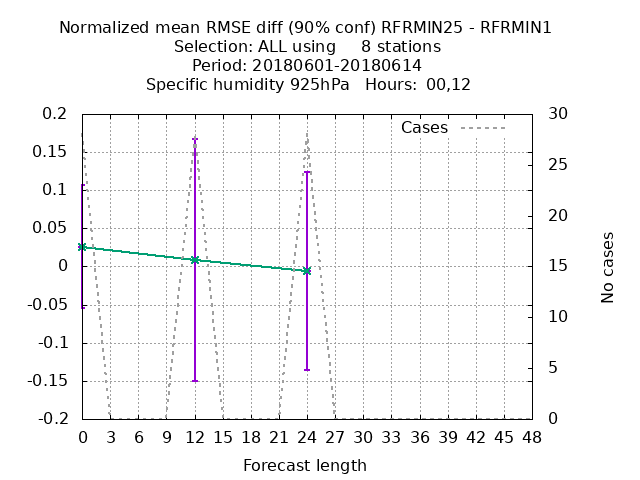 Normalized mean RMSE diff (90% conf) RFRMIN25 - RFRMIN1
Selection: ALL using     8 stations
Period: 20180601-20180614
Specific humidity 925hPa   Hours:  00,12
Cases
0.2
0.15
0.1
0.05
0
-0.05
-0.1
-0.15
-0.2
30
25
20
15
10
5
0
No cases
0 3 6 9 12 15 18 21 24 27 30 33 36 39 42 45 48
Forecast length